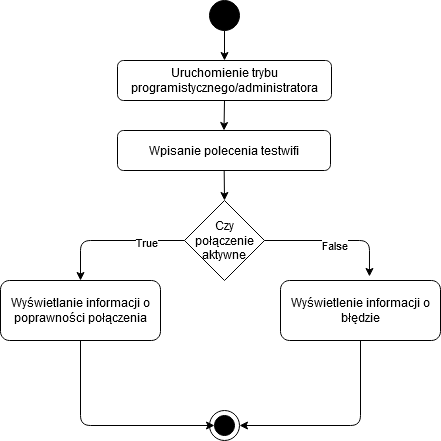 Uruchomienie trybu
programistycznego/administratora
Wpisanie polecenia testwifi
Czy
połączenie
aktywne
True
False
Wyświetlanie informacji o
poprawności połączenia
Wyświetlenie informacji o
błędzie